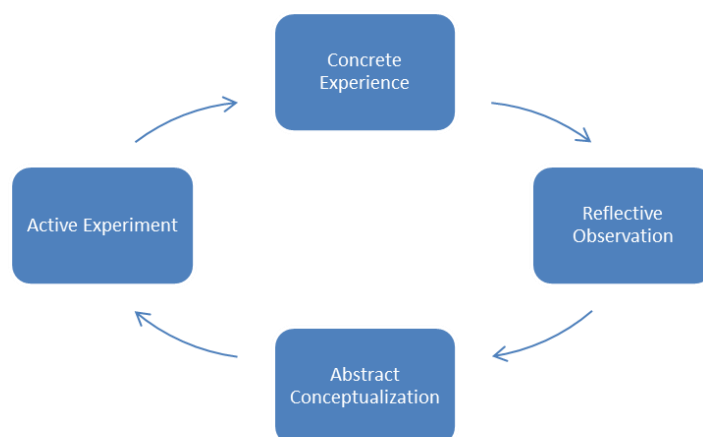 Concrete
Experience
Reflective
Observation
Abstract
Conceptualization
Active Experiment